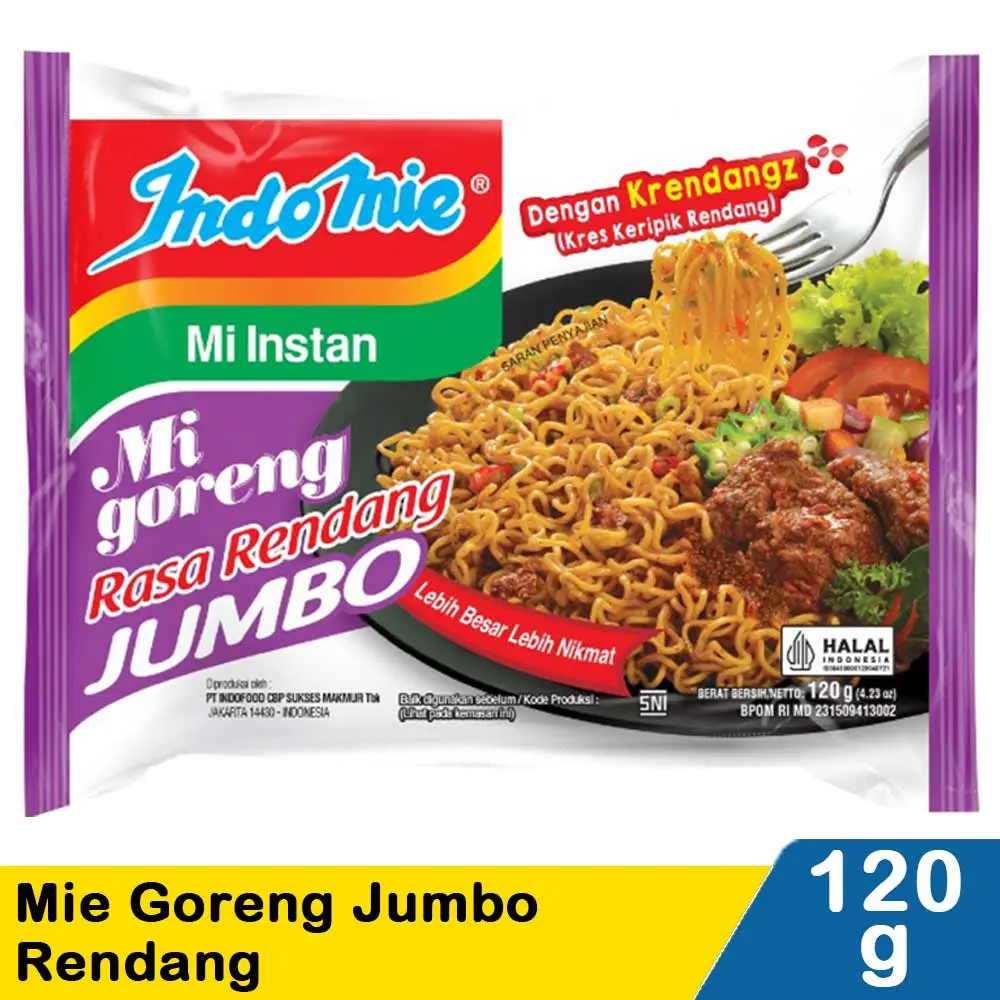 IndoMie®
Mi Instan
Mi
goreng
Rasa Rendang
JUMBO
Dengan Krendangz
(Kres Keripik Rendang)
SARAN PENYAJIAN
Lebih Besar Lebih Nikmat
HALAL
INDONESIA
Diproduksi oleh :
PT INDOFOOD CBP SUKSES MAKMUR Tbk
JAKARTA 14430 - INDONESIA
Baik digunakan sebelum / Kode Produksi :
(Lihat pada kemasan ini)
SNI
BERAT BERSIH/NETTO: 120 g (4.23 oz)
BPOM RI MD 231509413002
Mie Goreng Jumbo
Rendang
120
g